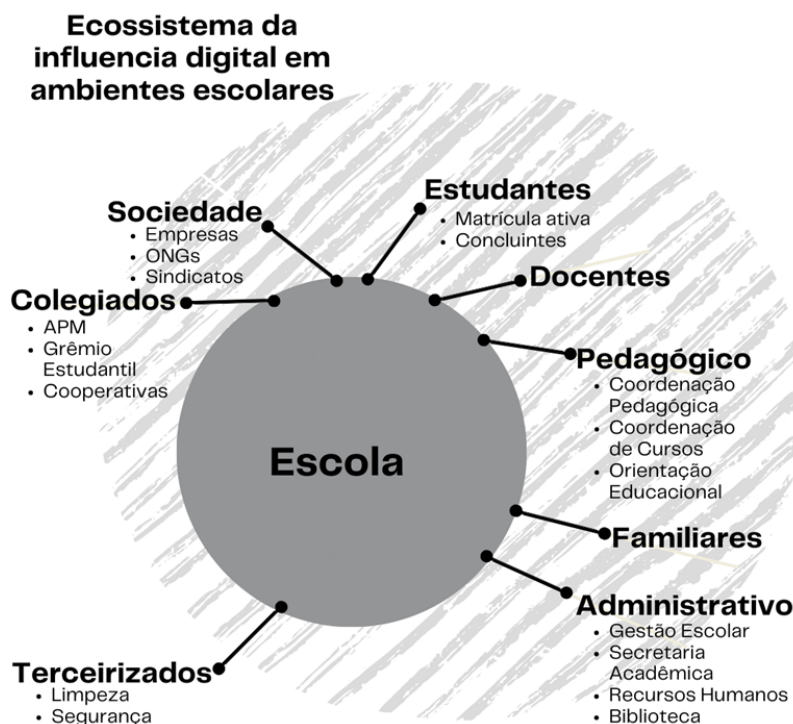 Ecossistema da
influencia digital em
ambientes escolares
Estudantes
• Matrícula ativa
• Concluintes
Sociedade
• Empresas
• ONGs
• Sindicatos
Docentes
Colegiados
• APM
• Grêmio
Estudantil
• Cooperativas
Pedagógico
• Coordenação
Pedagógica
• Coordenação
de Cursos
• Orientação
Educacional
Escola
Familiares
Administrativo
• Gestão Escolar
• Secretaria
Acadêmica
• Recursos Humanos
• Biblioteca
Terceirizados
• Limpeza
• Segurança